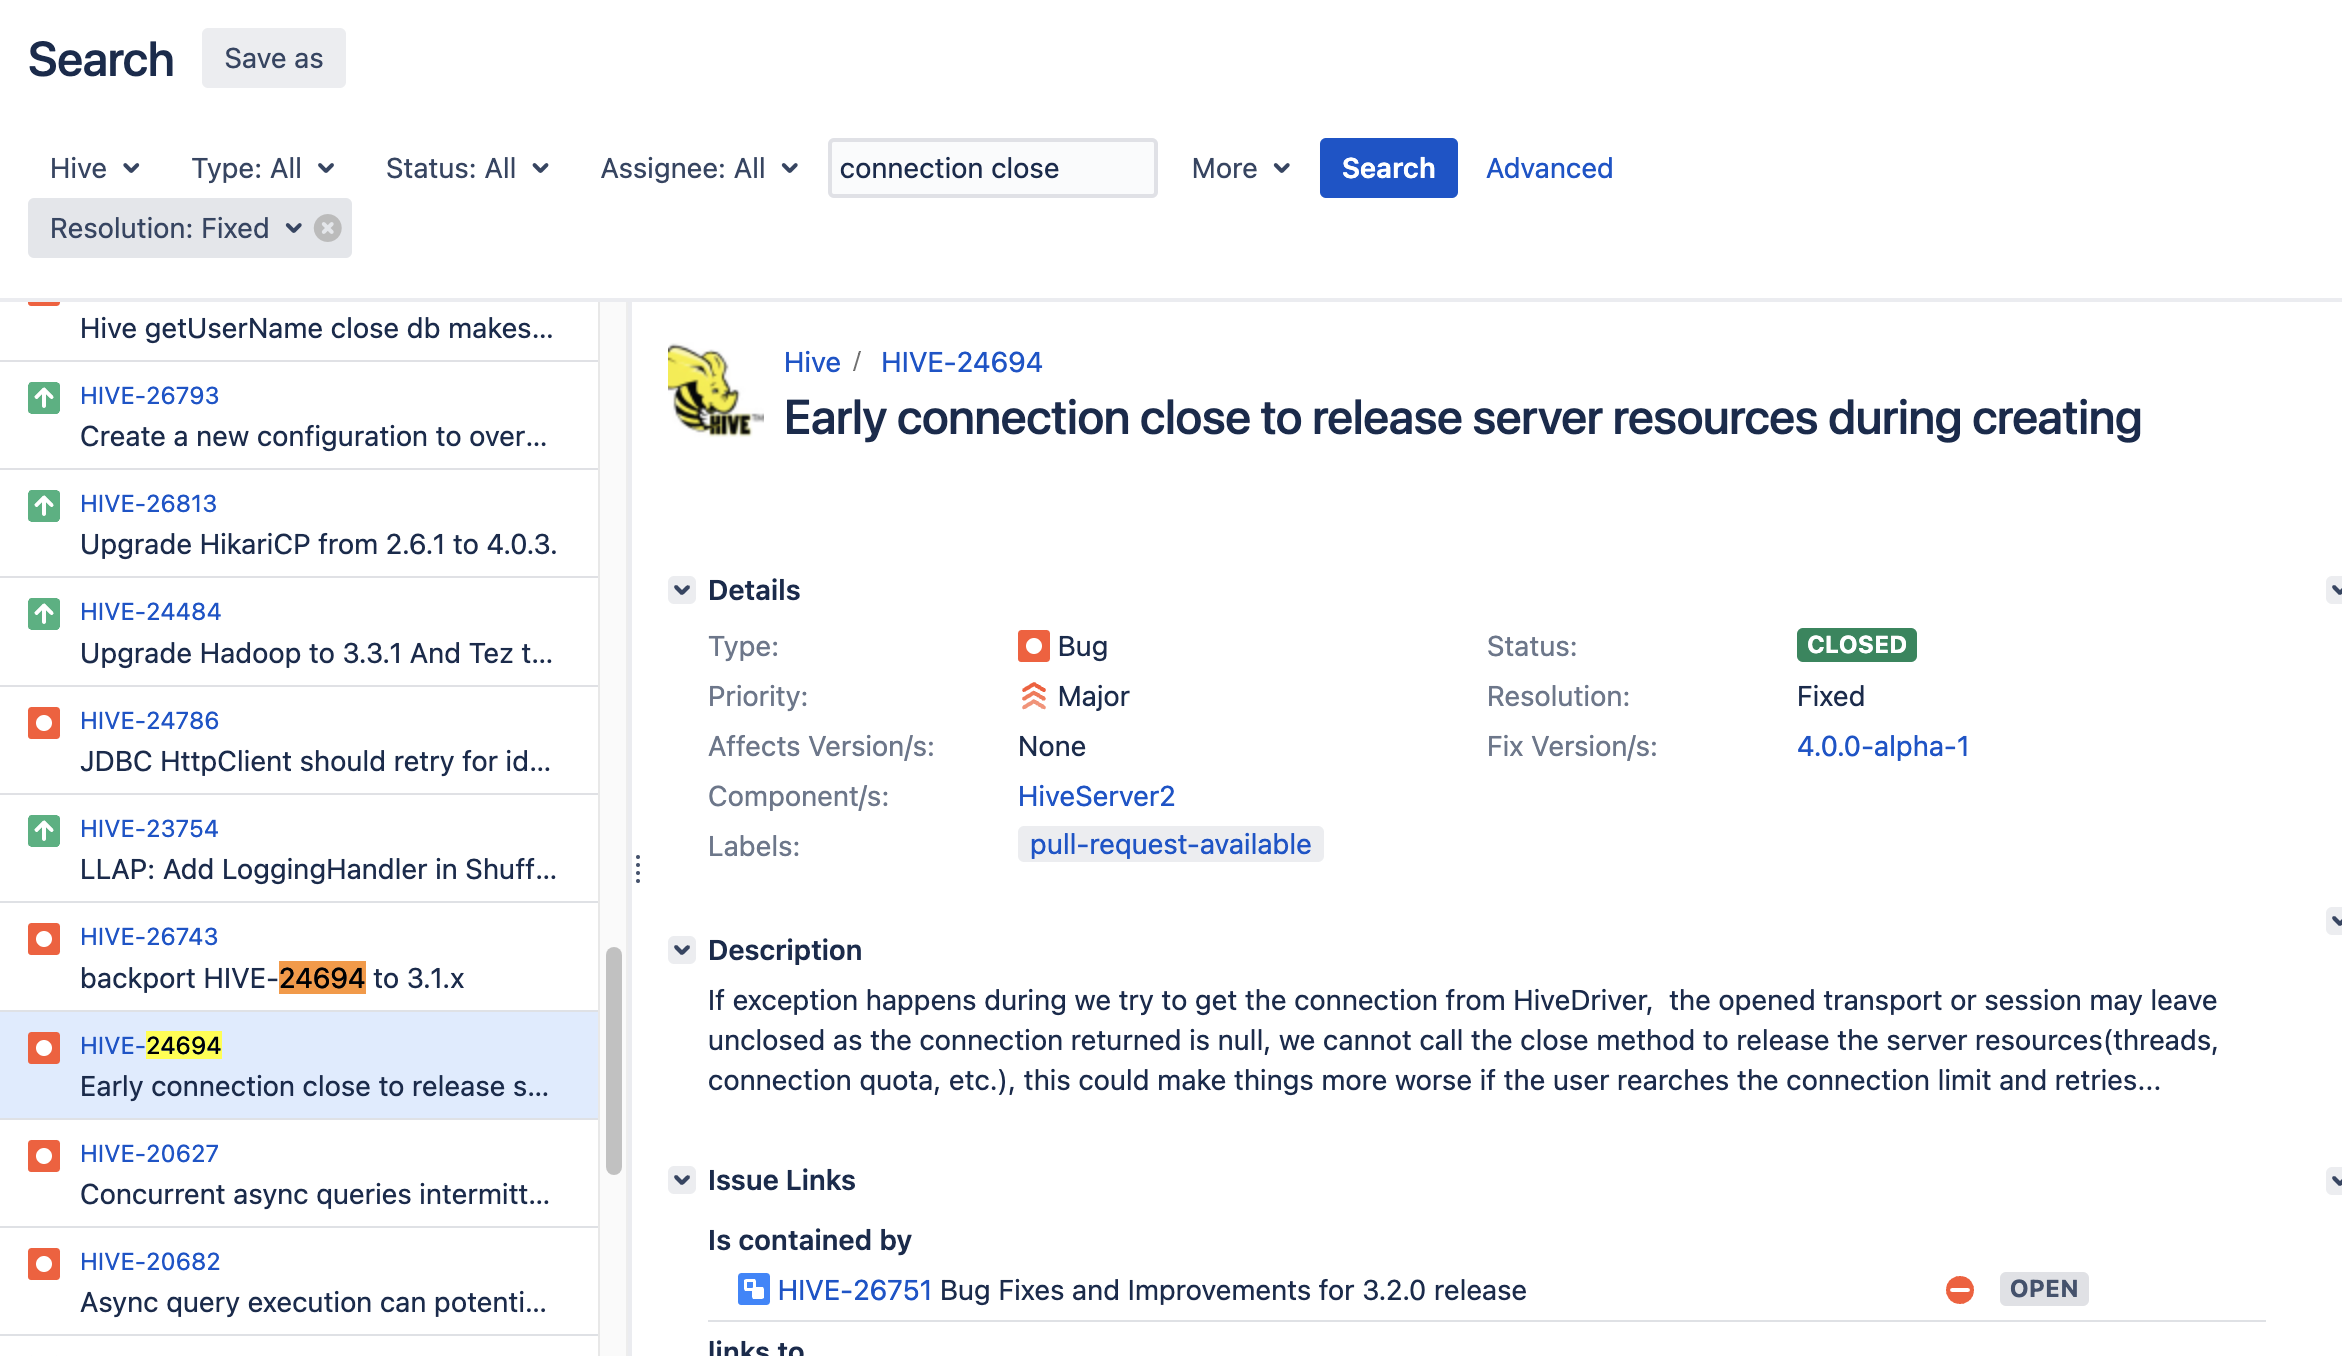 Search Save as
Hive Type: All Status: All Assignee: All connection close More Search Advanced
Resolution: Fixed
Hive getUserName close db makes...
HIVE-26793
Create a new configuration to over...
HIVE-26813
Upgrade HikariCP from 2.6.1 to 4.0.3.
HIVE-24484
Upgrade Hadoop to 3.3.1 And Tez t...
HIVE-24786
JDBC HttpClient should retry for id...
HIVE-23754
LLAP: Add LoggingHandler in Shuff...
HIVE-26743
backport HIVE-24694 to 3.1.x
HIVE-24694
Early connection close to release s...
HIVE-20627
Concurrent async queries intermitt...
HIVE-20682
Async query execution can potenti...
HIVE TM
Hive / HIVE-24694
Early connection close to release server resources during creating
Details
Type: Bug Status: CLOSED
Priority: Major Resolution: Fixed
Affects Version/s: None Fix Version/s: 4.0.0-alpha-1
Component/s: HiveServer2
Labels: pull-request-available
Description
If exception happens during we try to get the connection from HiveDriver,  the opened transport or session may leave
unclosed as the connection returned is null, we cannot call the close method to release the server resources(threads,
connection quota, etc.), this could make things more worse if the user rearches the connection limit and retries...
Issue Links
Is contained by
HIVE-26751 Bug Fixes and Improvements for 3.2.0 release OPEN
links to